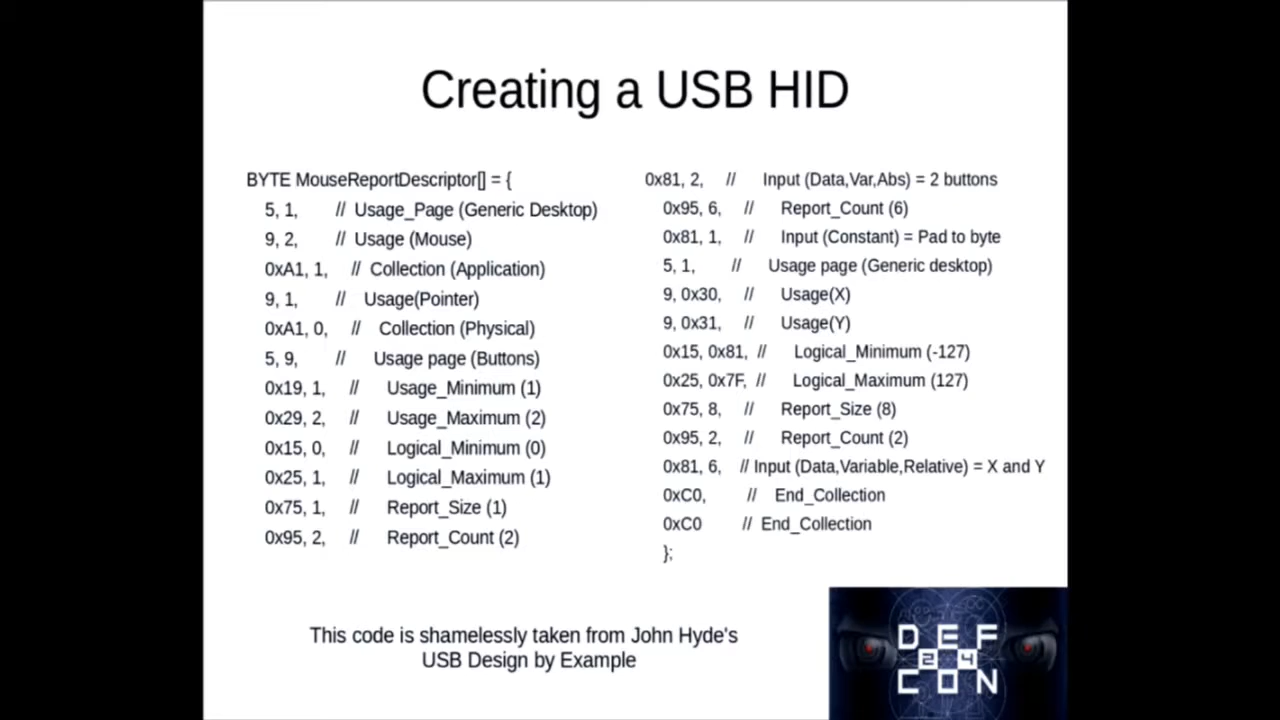 Creating a USB HID
BYTE MouseReportDescriptor[] = {
5, 1, // Usage_Page (Generic Desktop)
9, 2, // Usage (Mouse)
0xA1, 1, // Collection (Application)
9, 1, // Usage(Pointer)
0xA1, 0, // Collection (Physical)
5, 9, // Usage page (Buttons)
0x19, 1, // Usage_Minimum (1)
0x29, 2, // Usage_Maximum (2)
0x15, 0, // Logical_Minimum (0)
0x25, 1, // Logical_Maximum (1)
0x75, 1, // Report_Size (1)
0x95, 2, // Report_Count (2)
0x81, 2, // Input (Data,Var,Abs) = 2 buttons
0x95, 6, // Report_Count (6)
0x81, 1, // Input (Constant) = Pad to byte
5, 1, // Usage page (Generic desktop)
9, 0x30, // Usage(X)
9, 0x31, // Usage(Y)
0x15, 0x81, // Logical_Minimum (-127)
0x25, 0x7F, // Logical_Maximum (127)
0x75, 8, // Report_Size (8)
0x95, 2, // Report_Count (2)
0x81, 6, // Input (Data,Variable,Relative) = X and Y
0xC0, // End_Collection
0xC0 // End_Collection
};
This code is shamelessly taken from John Hyde's
USB Design by Example
DEF
24
CON